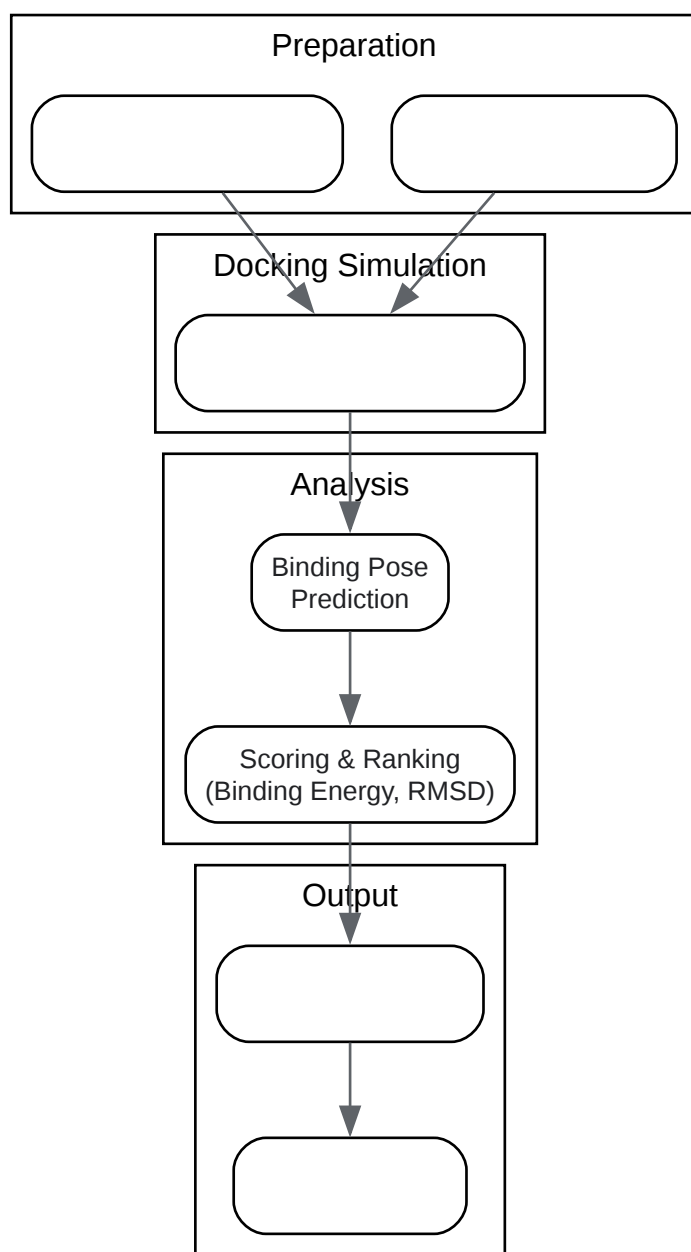 Preparation
Docking Simulation
Analysis
Binding Pose
Prediction
Scoring & Ranking
(Binding Energy, RMSD)
Output